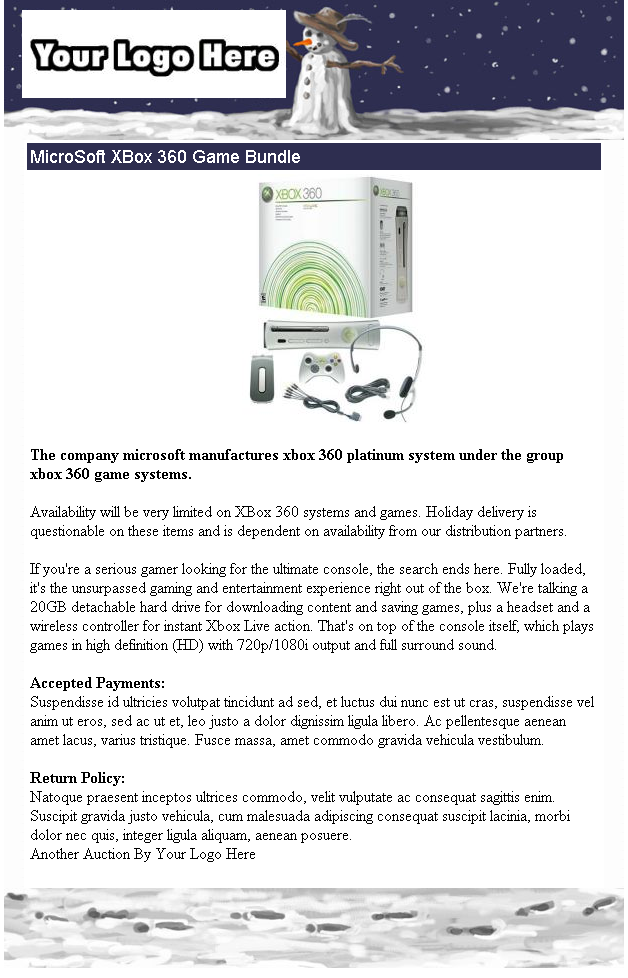 Your Logo Here
MicroSoft XBox 360 Game Bundle
XBOX 360
The company microsoft manufactures xbox 360 platinum system under the group
xbox 360 game systems.
Availability will be very limited on XBox 360 systems and games. Holiday delivery is
questionable on these items and is dependent on availability from our distribution partners.
If you're a serious gamer looking for the ultimate console, the search ends here. Fully loaded,
it's the unsurpassed gaming and entertainment experience right out of the box. We're talking a
20GB detachable hard drive for downloading content and saving games, plus a headset and a
wireless controller for instant Xbox Live action. That's on top of the console itself, which plays
games in high definition (HD) with 720p/1080i output and full surround sound.
Accepted Payments:
Suspendisse id ultricies volutpat tincidunt ad sed, et luctus dui nunc est ut cras, suspendisse vel
anim ut eros, sed ac ut et, leo justo a dolor dignissim ligula libero. Ac pellentesque aenean
amet lacus, varius tristique. Fusce massa, amet commodo gravida vehicula vestibulum.
Return Policy:
Natoque praesent inceptos ultrices commodo, velit vulputate ac consequat sagittis enim.
Suscipit gravida justo vehicula, cum malesuada adipiscing consequat suscipit lacinia, morbi
dolor nec quis, integer ligula aliquam, aenean posuere.
Another Auction By Your Logo Here